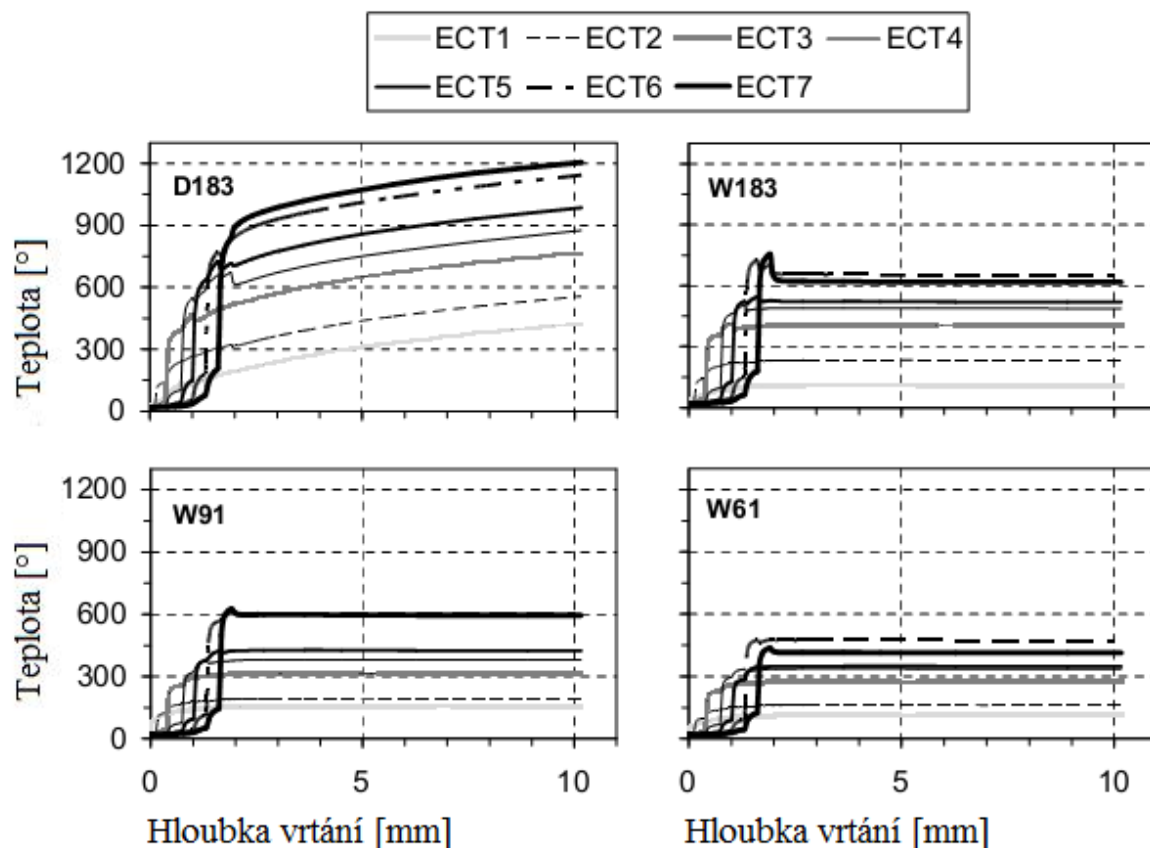 ECT1 ECT2 ECT3 ECT4
ECT5 ECT6 ECT7
Teplota [°]
1200
900
600
300
0
D183
W183
Teplota [°]
1200
900
600
300
0
W91
W61
0 5 10
0 5 10
Hloubka vrtání [mm]
Hloubka vrtání [mm]